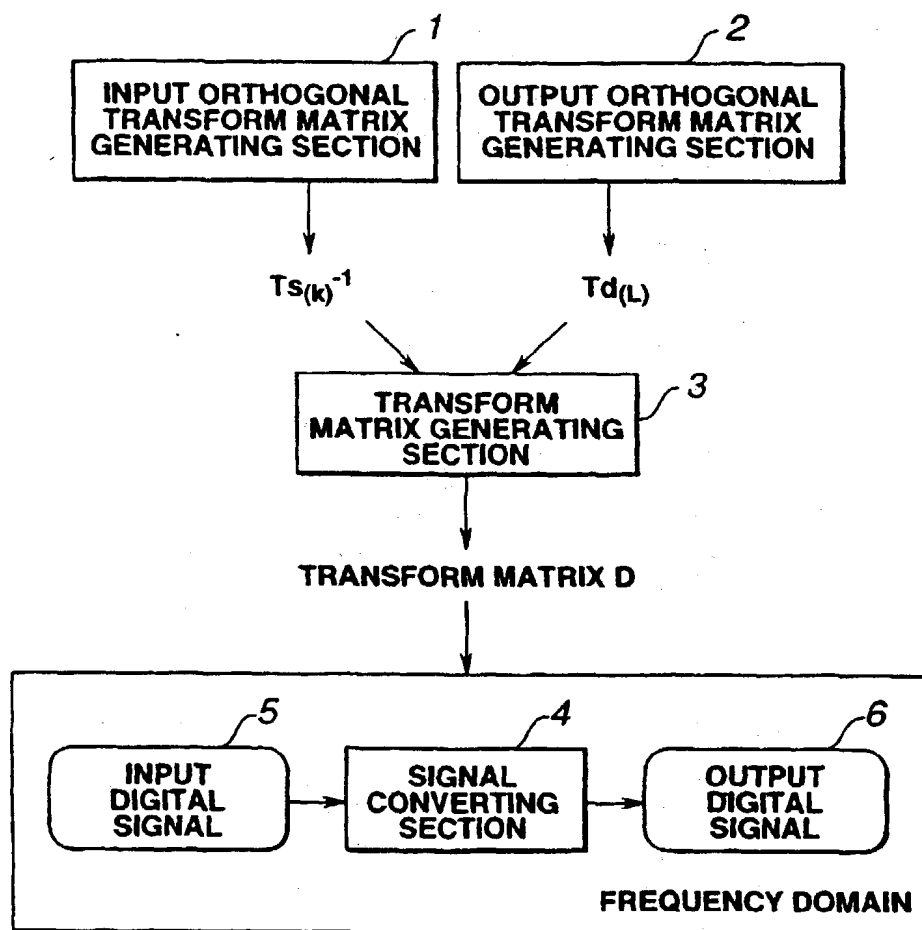 1
2
INPUT ORTHOGONAL
TRANSFORM MATRIX
GENERATING SECTION
OUTPUT ORTHOGONAL
TRANSFORM MATRIX
GENERATING SECTION
Ts(k)-1
Td(L)
3
TRANSFORM
MATRIX GENERATING
SECTION
TRANSFORM MATRIX D
5
4
6
INPUT
DIGITAL
SIGNAL
SIGNAL
CONVERTING
SECTION
OUTPUT
DIGITAL
SIGNAL
FREQUENCY DOMAIN